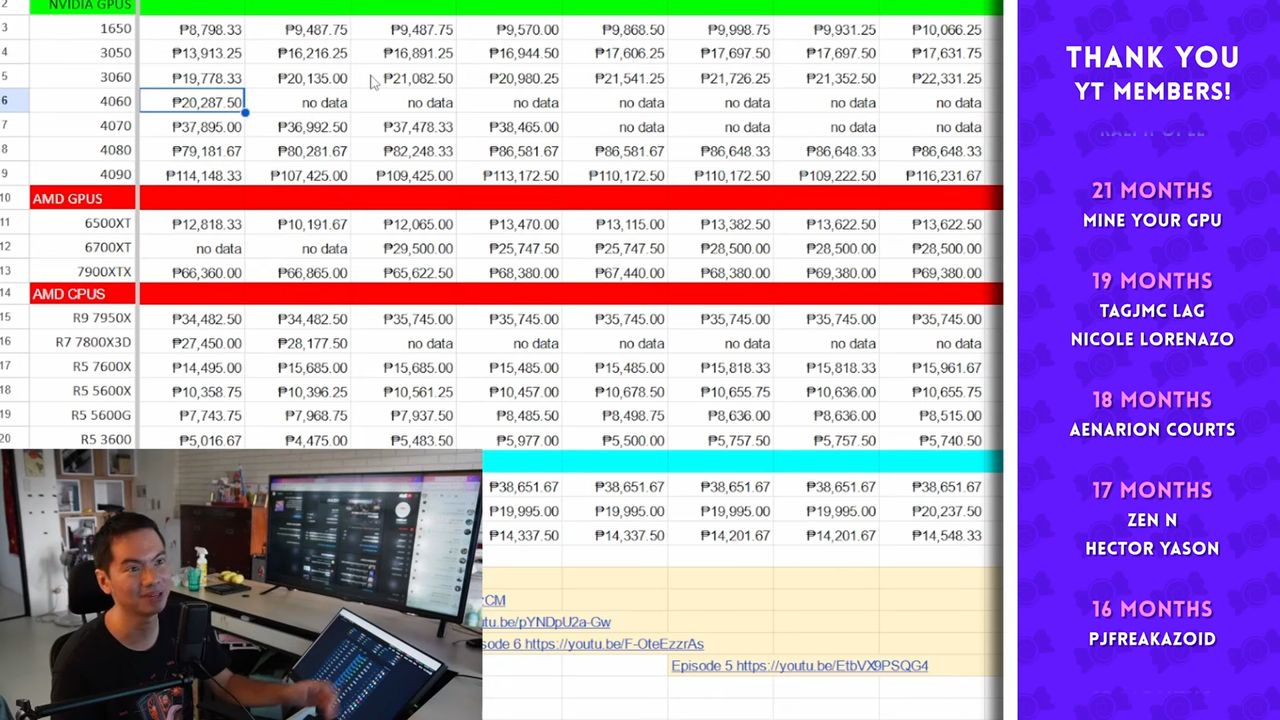 2 NVIDIA GPUS
3 1650 ₱8,798.33 ₱9,487.75 ₱9,487.75 ₱9,570.00 ₱9,868.50 ₱9,998.75 ₱9,931.25 ₱10,066.25
4 3050 ₱13,913.25 ₱16,216.25 ₱16,891.25 ₱16,944.50 ₱17,606.25 ₱17,697.50 ₱17,697.50 ₱17,631.75
5 3060 ₱19,778.33 ₱20,135.00 ₱21,082.50 ₱20,980.25 ₱21,541.25 ₱21,726.25 ₱21,352.50 ₱22,331.25
6 4060 ₱20,287.50 no data no data no data no data no data no data no data
7 4070 ₱37,895.00 ₱36,992.50 ₱37,478.33 ₱38,465.00 no data no data no data no data
8 4080 ₱79,181.67 ₱80,281.67 ₱82,248.33 ₱86,581.67 ₱86,581.67 ₱86,648.33 ₱86,648.33 ₱86,648.33
9 4090 ₱114,148.33 ₱107,425.00 ₱109,425.00 ₱113,172.50 ₱110,172.50 ₱110,172.50 ₱109,222.50 ₱116,231.67
10 AMD GPUS
11 6500XT ₱12,818.33 ₱10,191.67 ₱12,065.00 ₱13,470.00 ₱13,115.00 ₱13,382.50 ₱13,622.50 ₱13,622.50
12 6700XT no data no data ₱29,500.00 ₱25,747.50 ₱25,747.50 ₱28,500.00 ₱28,500.00 ₱28,500.00
13 7900XTX ₱66,360.00 ₱66,865.00 ₱65,622.50 ₱68,380.00 ₱67,440.00 ₱68,380.00 ₱69,380.00 ₱69,380.00
14 AMD CPUS
15 R9 7950X ₱34,482.50 ₱34,482.50 ₱35,745.00 ₱35,745.00 ₱35,745.00 ₱35,745.00 ₱35,745.00 ₱35,745.00
16 R7 7800X3D ₱27,450.00 ₱28,177.50 no data no data no data no data no data no data
17 R5 7600X ₱14,495.00 ₱15,685.00 ₱15,685.00 ₱15,485.00 ₱15,485.00 ₱15,818.33 ₱15,818.33 ₱15,961.67
18 R5 5600X ₱10,358.75 ₱10,396.25 ₱10,561.25 ₱10,457.00 ₱10,678.50 ₱10,655.75 ₱10,636.00 ₱10,655.75
19 R5 5600G ₱7,743.75 ₱7,968.75 ₱7,937.50 ₱8,485.50 ₱8,498.75 ₱8,636.00 ₱8,636.00 ₱8,515.00
20 R5 3600 ₱5,016.67 ₱4,475.00 ₱5,483.50 ₱5,977.00 ₱5,500.00 ₱5,757.50 ₱5,757.50 ₱5,740.50
₱38,651.67 ₱38,651.67 ₱38,651.67 ₱38,651.67 ₱38,651.67
₱19,995.00 ₱19,995.00 ₱19,995.00 ₱19,995.00 ₱20,237.50
₱14,337.50 ₱14,337.50 ₱14,201.67 ₱14,201.67 ₱14,548.33
CM
utu.be/pYNDpU2a-Gw
sode 6 https://youtu.be/F-OteEzzrAs
Episode 5 https://youtu.be/EtbVX9PSQG4
THANK YOU
YT MEMBERS!
21 MONTHS
MINE YOUR GPU
19 MONTHS
TAGJMC LAG
NICOLE LORENAZO
18 MONTHS
AENARION COURTS
17 MONTHS
ZEN N
HECTOR YASON
16 MONTHS
PJFREAKAZOID